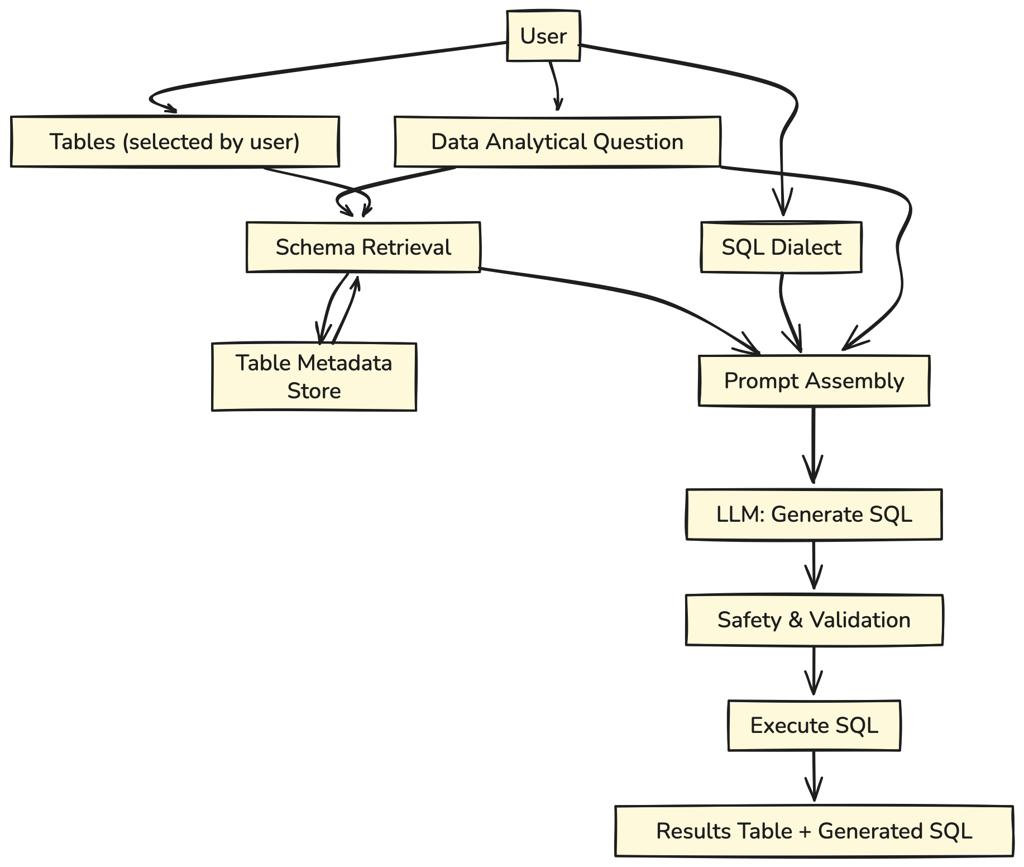 User
Tables (selected by user)
Data Analytical Question
Schema Retrieval
SQL Dialect
Table Metadata
Store
Prompt Assembly
LLM: Generate SQL
Safety & Validation
Execute SQL
Results Table + Generated SQL